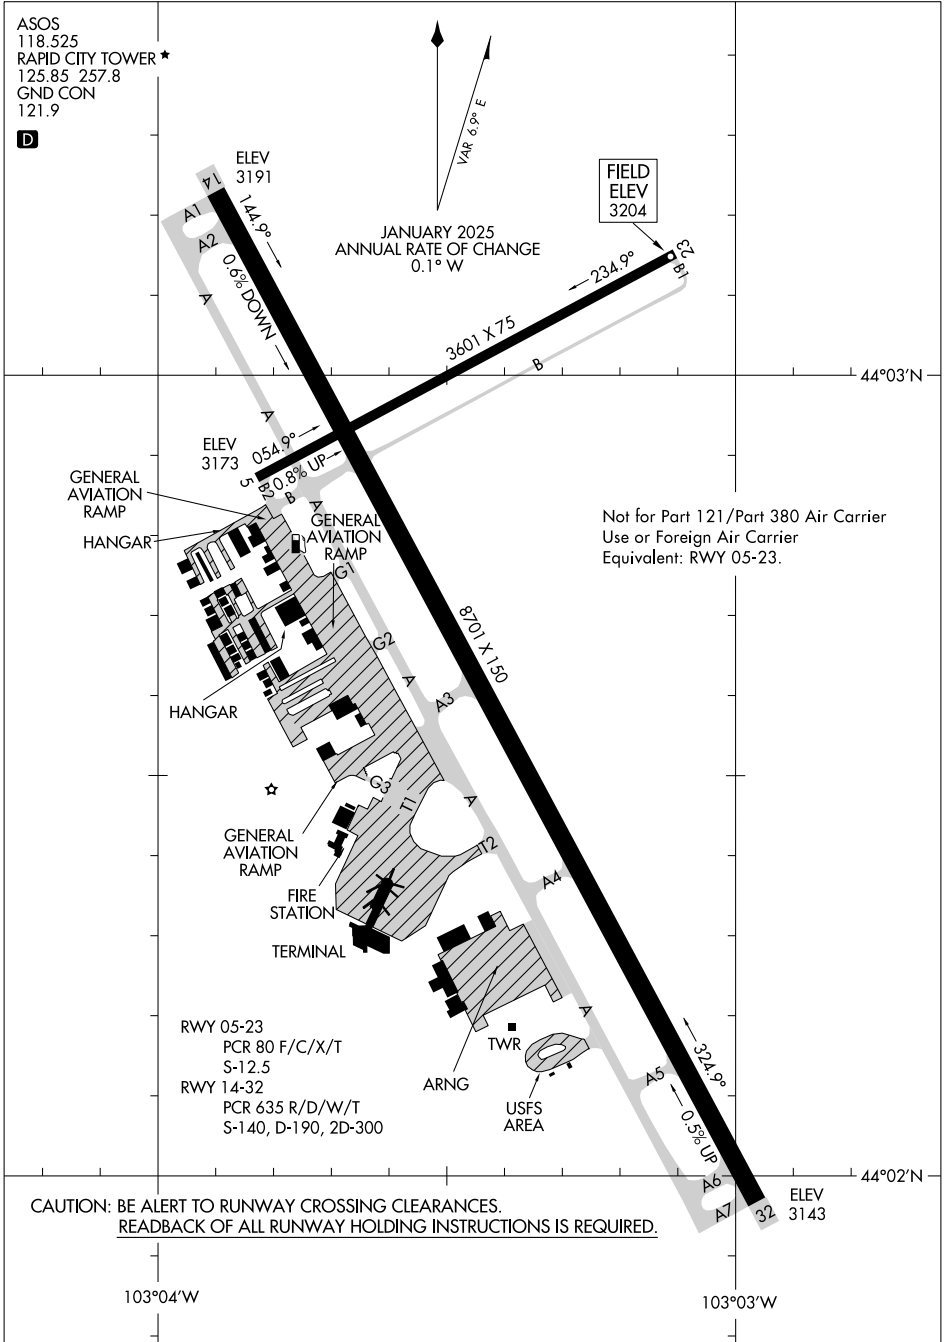 ASOS
118.525
RAPID CITY TOWER
125.85 257.8
GND CON
121.9
D
VAR 6.9° E
JANUARY 2025
ANNUAL RATE OF CHANGE
0.1° W
FIELD
ELEV
3204
ELEV
3191
14
144.9°
A1
A2
0.6% DOWN
A
23
B1
234.9°
3601 X 75
B
44°03'N
A
ELEV
3173
054.9°
0.8% UP
5
B2
B
A
GENERAL
AVIATION
RAMP
HANGAR
GENERAL
AVIATION
RAMP
G1
Not for Part 121/Part 380 Air Carrier
Use or Foreign Air Carrier
Equivalent: RWY 05-23.
8701 X 150
G2
A
A3
HANGAR
G3
T1
A
GENERAL
AVIATION
RAMP
T2
A4
FIRE
STATION
TERMINAL
A
TWR
ARNG
USFS
AREA
RWY 05-23
PCR 80 F/C/X/T
S-12.5
RWY 14-32
PCR 635 R/D/W/T
S-140, D-190, 2D-300
324.9°
A5
0.5% UP
A6
A7
32
ELEV
3143
44°02'N
CAUTION: BE ALERT TO RUNWAY CROSSING CLEARANCES.
READBACK OF ALL RUNWAY HOLDING INSTRUCTIONS IS REQUIRED.
103°04'W
103°03'W